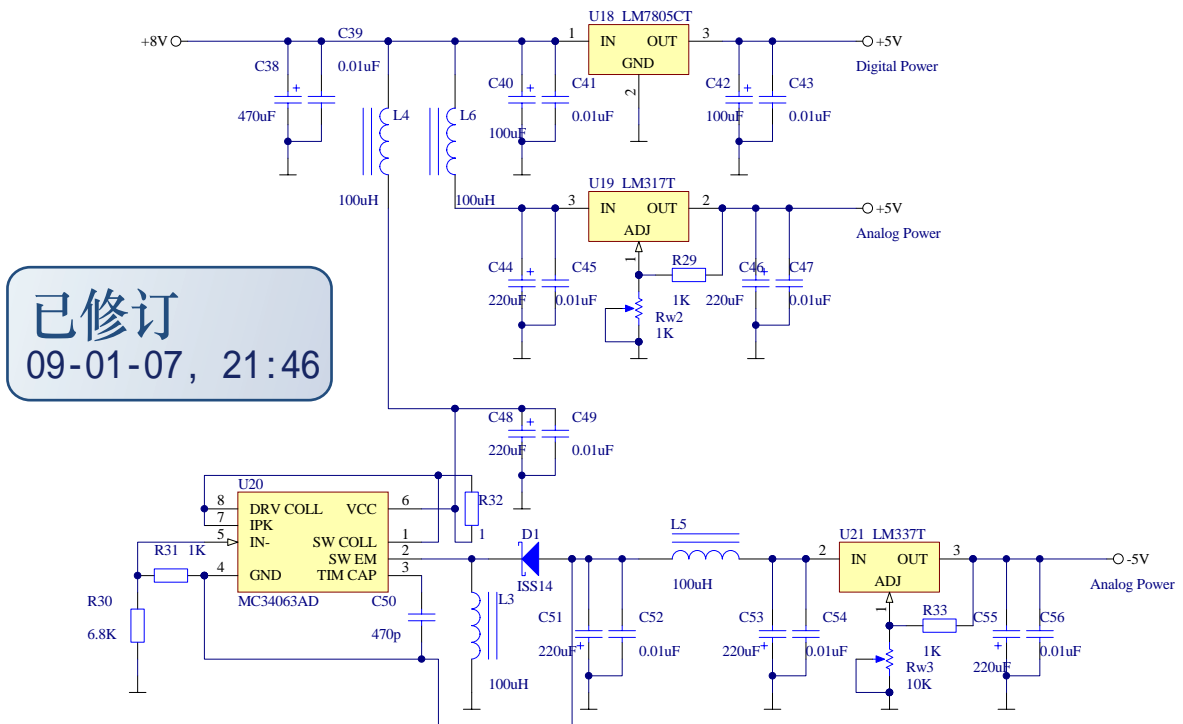 U18 LM7805CT
+8V
C39
1
IN
OUT
3
+5V
C38
0.01uF
GND
C40
C41
C42
C43
Digital Power
2
470uF
L4
L6
100uF
0.01uF
100uF
0.01uF
U19 LM317T
100uH
100uH
3
IN
OUT
2
+5V
ADJ
Analog Power
1
C44
C45
R29
C46
C47
220uF
0.01uF
1K
220uF
0.01uF
Rw2
1K
已修订
09-01-07, 21:46
C48
C49
220uF
0.01uF
U20
8
DRV COLL
VCC
6
R32
7
IPK
5
IN-
SW COLL
1
1
R31 1K
SW EM
2
D1
4
GND
TIM CAP
3
ISS14
MC34063AD
C50
470p
R30
6.8K
L3
100uH
L5
100uH
C51
C52
C53
C54
220uF
0.01uF
220uF
0.01uF
U21 LM337T
2
IN
OUT
3
-5V
ADJ
Analog Power
1
R33
C55
C56
1K
220uF
0.01uF
Rw3
10K